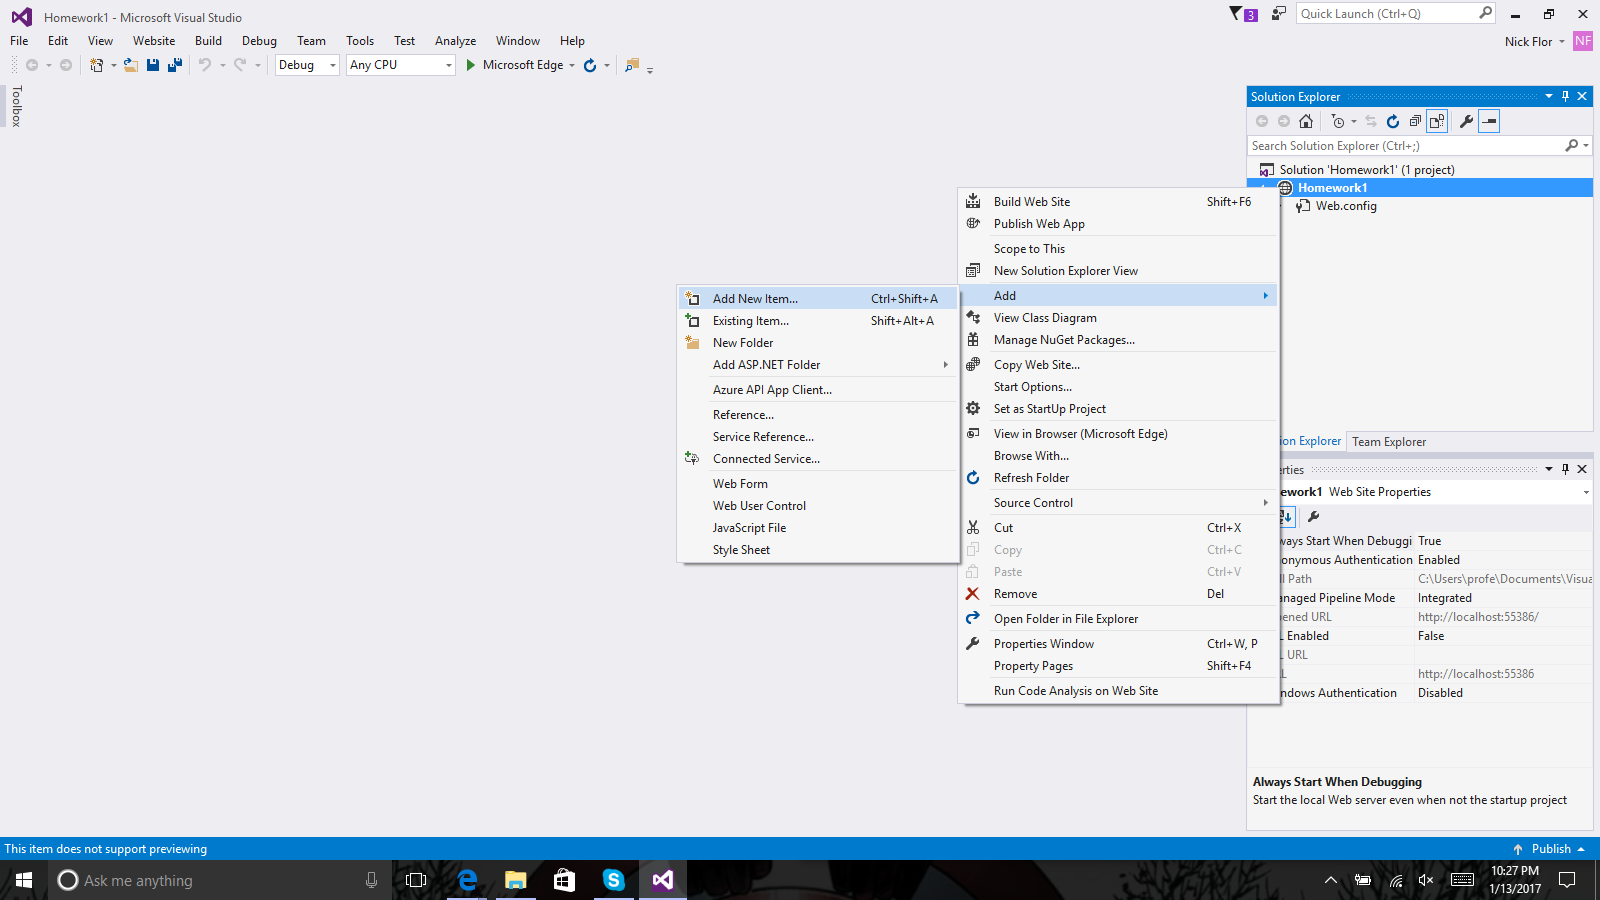 Homework1 - Microsoft Visual Studio
3
Quick Launch (Ctrl+Q)
File Edit View Website Build Debug Team Tools Test Analyze Window Help
Nick Flor
NF
Debug
Any CPU
Microsoft Edge
Toolbox
Solution Explorer
Search Solution Explorer (Ctrl+;)
Solution 'Homework1' (1 project)
Homework1
Web.config
Build Web Site Shift+F6
Publish Web App
Scope to This
New Solution Explorer View
Add
View Class Diagram
Manage NuGet Packages...
Copy Web Site...
Start Options...
Set as StartUp Project
View in Browser (Microsoft Edge)
Browse With...
Refresh Folder
Source Control
Cut Ctrl+X
Copy Ctrl+C
Paste Ctrl+V
Remove Del
Open Folder in File Explorer
Properties Window Ctrl+W, P
Property Pages Shift+F4
Run Code Analysis on Web Site
Add New Item... Ctrl+Shift+A
Existing Item... Shift+Alt+A
New Folder
Add ASP.NET Folder
Azure API App Client...
Reference...
Service Reference...
Connected Service...
Web Form
Web User Control
JavaScript File
Style Sheet
ion Explorer Team Explorer
erties
ework1 Web Site Properties
ways Start When Debuggi True
onymous Authentication Enabled
ll Path C:\Users\profe\Documents\Visua
anaged Pipeline Mode Integrated
ened URL http://localhost:55386/
L Enabled False
L URL
L http://localhost:55386
ndows Authentication Disabled
Always Start When Debugging
Start the local Web server even when not the startup project
This item does not support previewing
Publish
Ask me anything
10:27 PM
1/13/2017